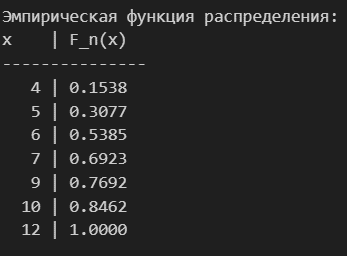 Эмпирическая функция распределения:
x    | F_n(x)
---------------
   4 | 0.1538
   5 | 0.3077
   6 | 0.5385
   7 | 0.6923
   9 | 0.7692
  10 | 0.8462
  12 | 1.0000